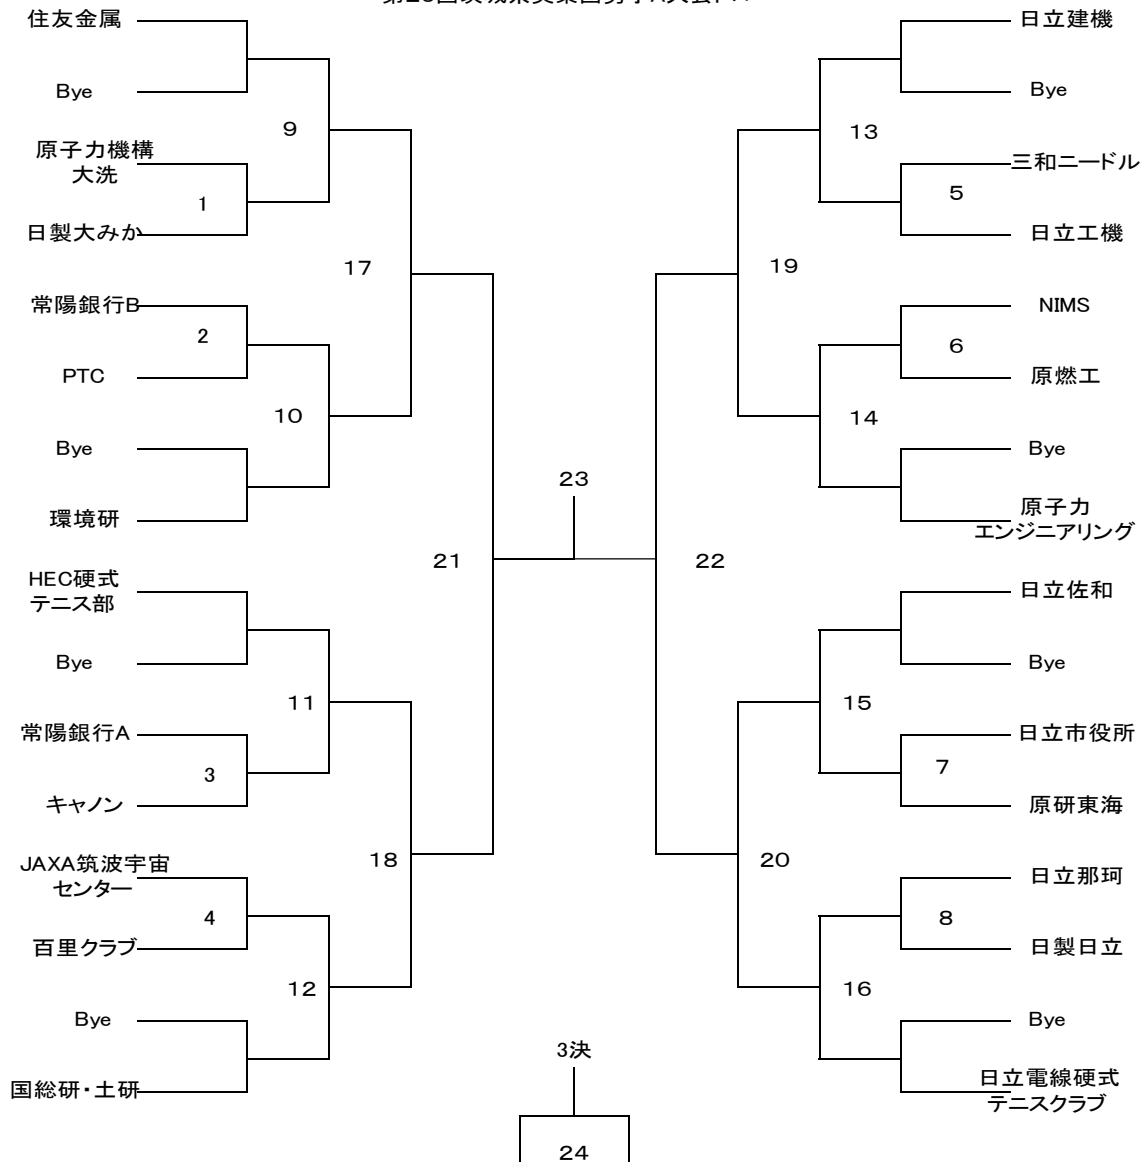 住友金属
Bye
9
原子力機構
大洗
1
日製大みか
17
常陽銀行B
2
PTC
10
Bye
環境研
21
HEC硬式
テニス部
Bye
11
常陽銀行A
3
キャノン
18
JAXA筑波宇宙
センター
4
百里クラブ
12
Bye
国総研・土研
23
3決
24
日立建機
Bye
13
三和ニードル
5
日立工機
19
NIMS
6
原燃工
14
Bye
原子力
エンジニアリング
22
日立佐和
Bye
15
日立市役所
7
原研東海
20
日立那珂
8
日製日立
16
Bye
日立電線硬式
テニスクラブ